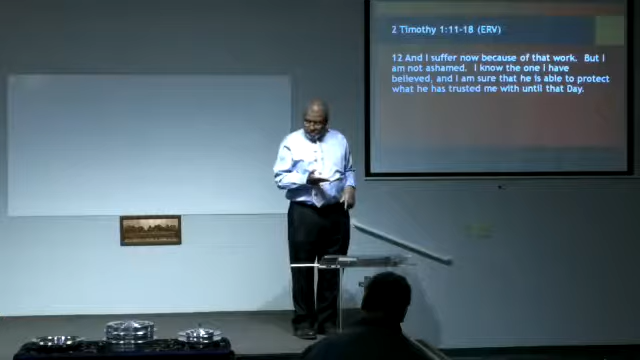 2 Timothy 1:11-18 (ERV)
12 And I suffer now because of that work. But I
am not ashamed. I know the one I have
believed, and I am sure that he is able to protect
what he has trusted me with until that Day.